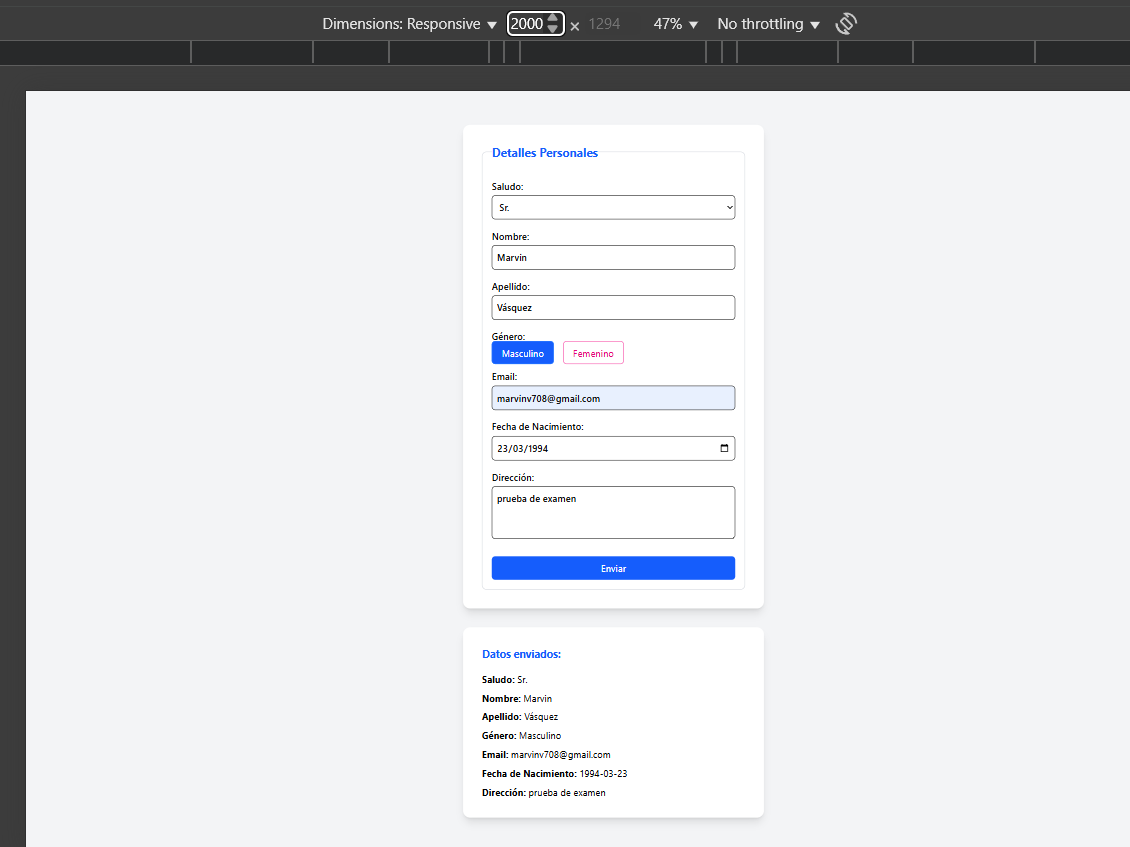 Dimensions: Responsive ▼ 2000 × 1294 47% ▼ No throttling ▼
Detalles Personales
Saludo:
Sr.
Nombre:
Marvin
Apellido:
Vásquez
Género:
Masculino Femenino
Email:
marvinv708@gmail.com
Fecha de Nacimiento:
23/03/1994
Dirección:
prueba de examen
Enviar
Datos enviados:
Saludo: Sr.
Nombre: Marvin
Apellido: Vásquez
Género: Masculino
Email: marvinv708@gmail.com
Fecha de Nacimiento: 1994-03-23
Dirección: prueba de examen